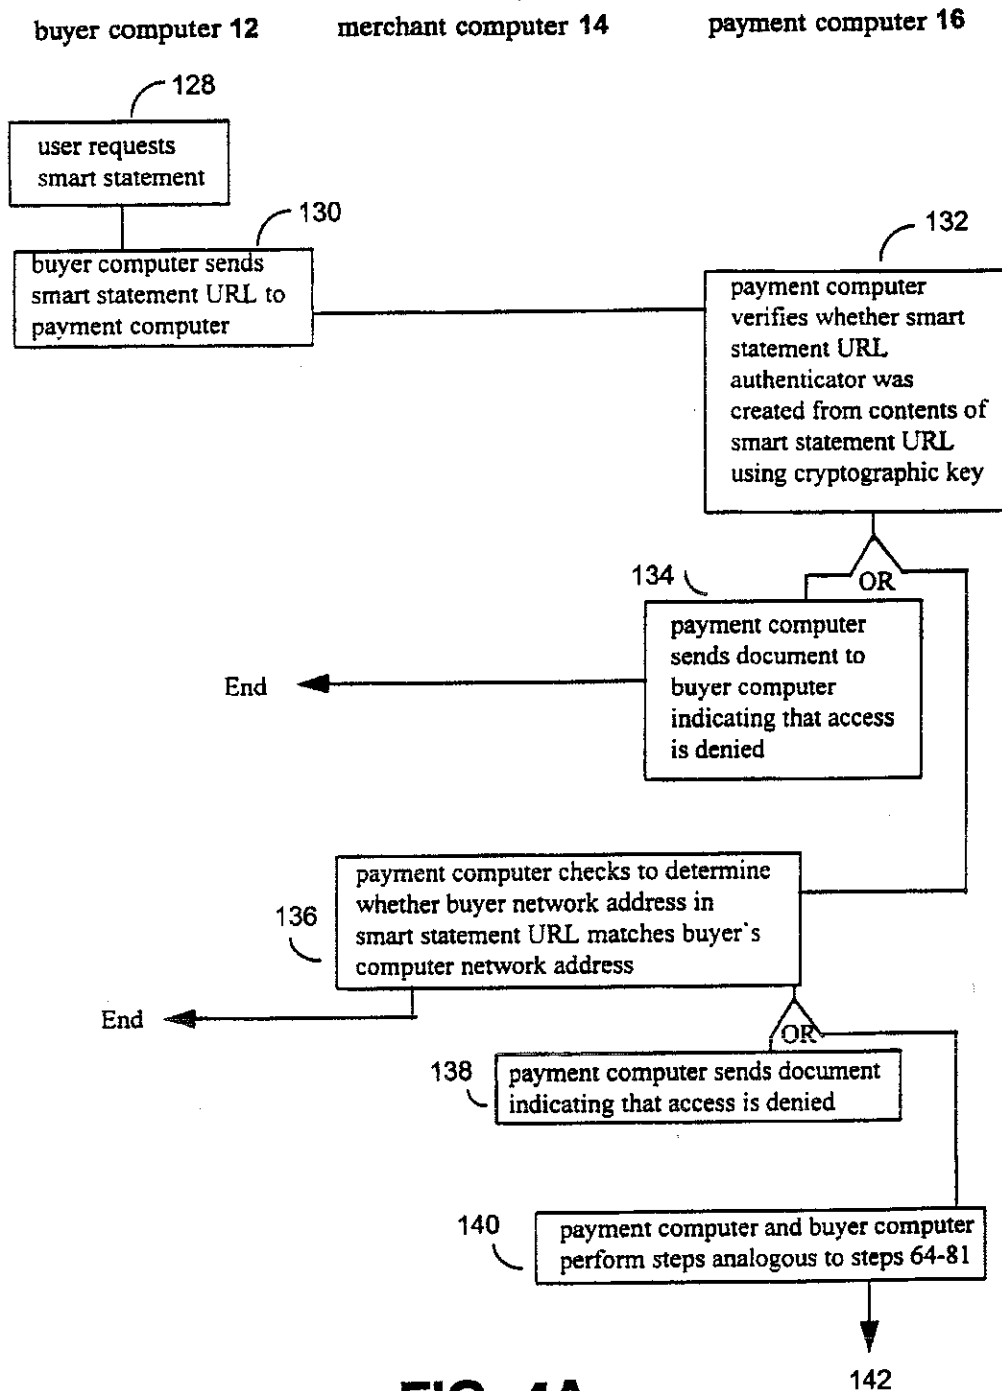 buyer computer 12 merchant computer 14 payment computer 16
128
user requests
smart statement
130
buyer computer sends
smart statement URL to
payment computer
132
payment computer
verifies whether smart
statement URL
authenticator was
created from contents of
smart statement URL
using cryptographic key
OR
134
payment computer
sends document to
buyer computer
indicating that access
is denied
End
136
payment computer checks to determine
whether buyer network address in
smart statement URL matches buyer's
computer network address
End
OR
138
payment computer sends document
indicating that access is denied
140
payment computer and buyer computer
perform steps analogous to steps 64-81
142
FIG. 4A